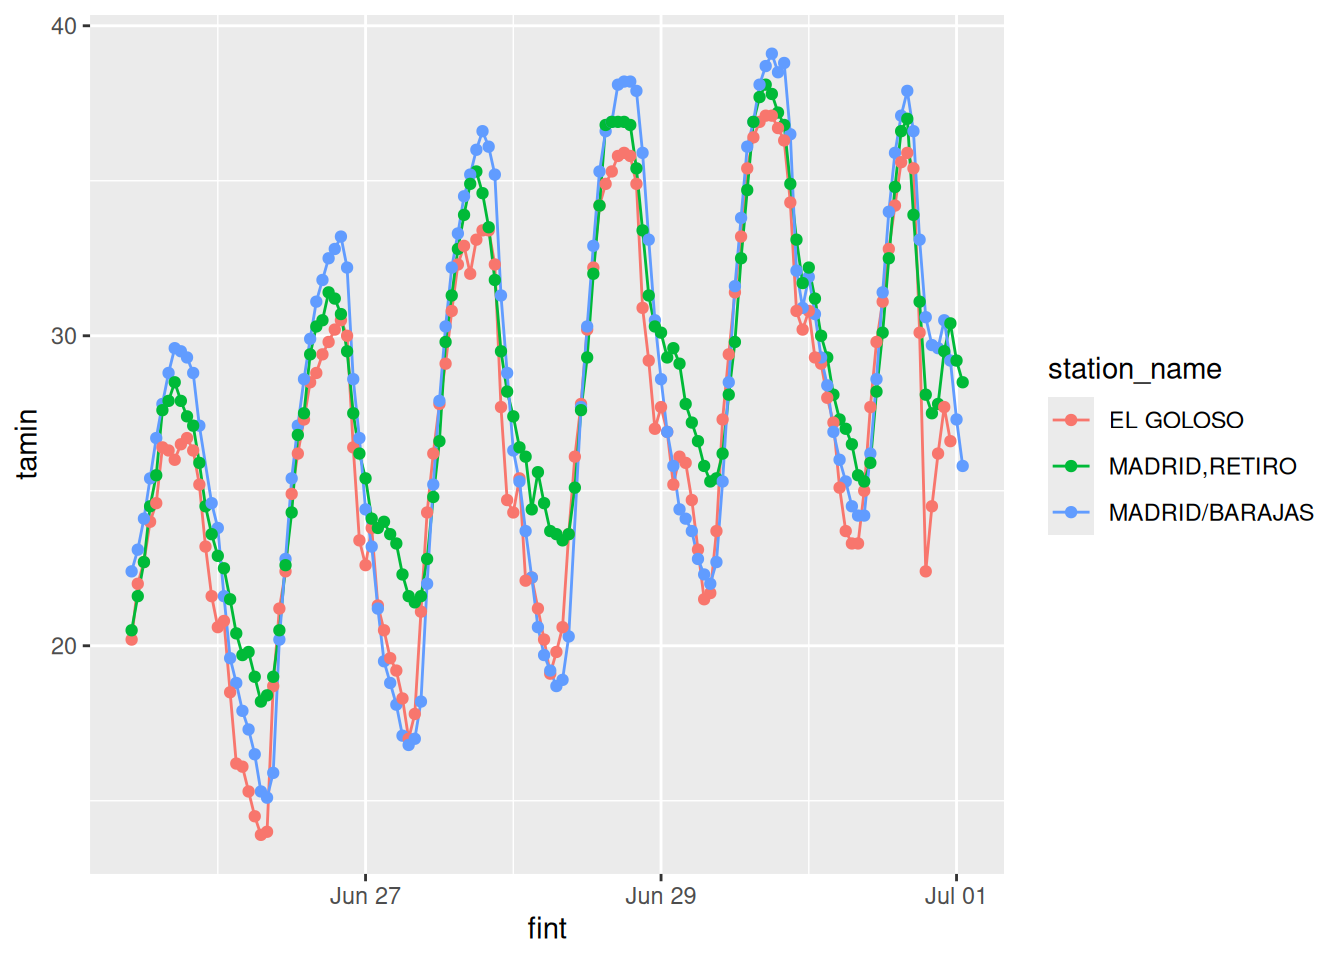 40
30
20
tamin
Jun 27
Jun 29
Jul 01
fint
station_name
EL GOLOSO
MADRID,RETIRO
MADRID/BARAJAS